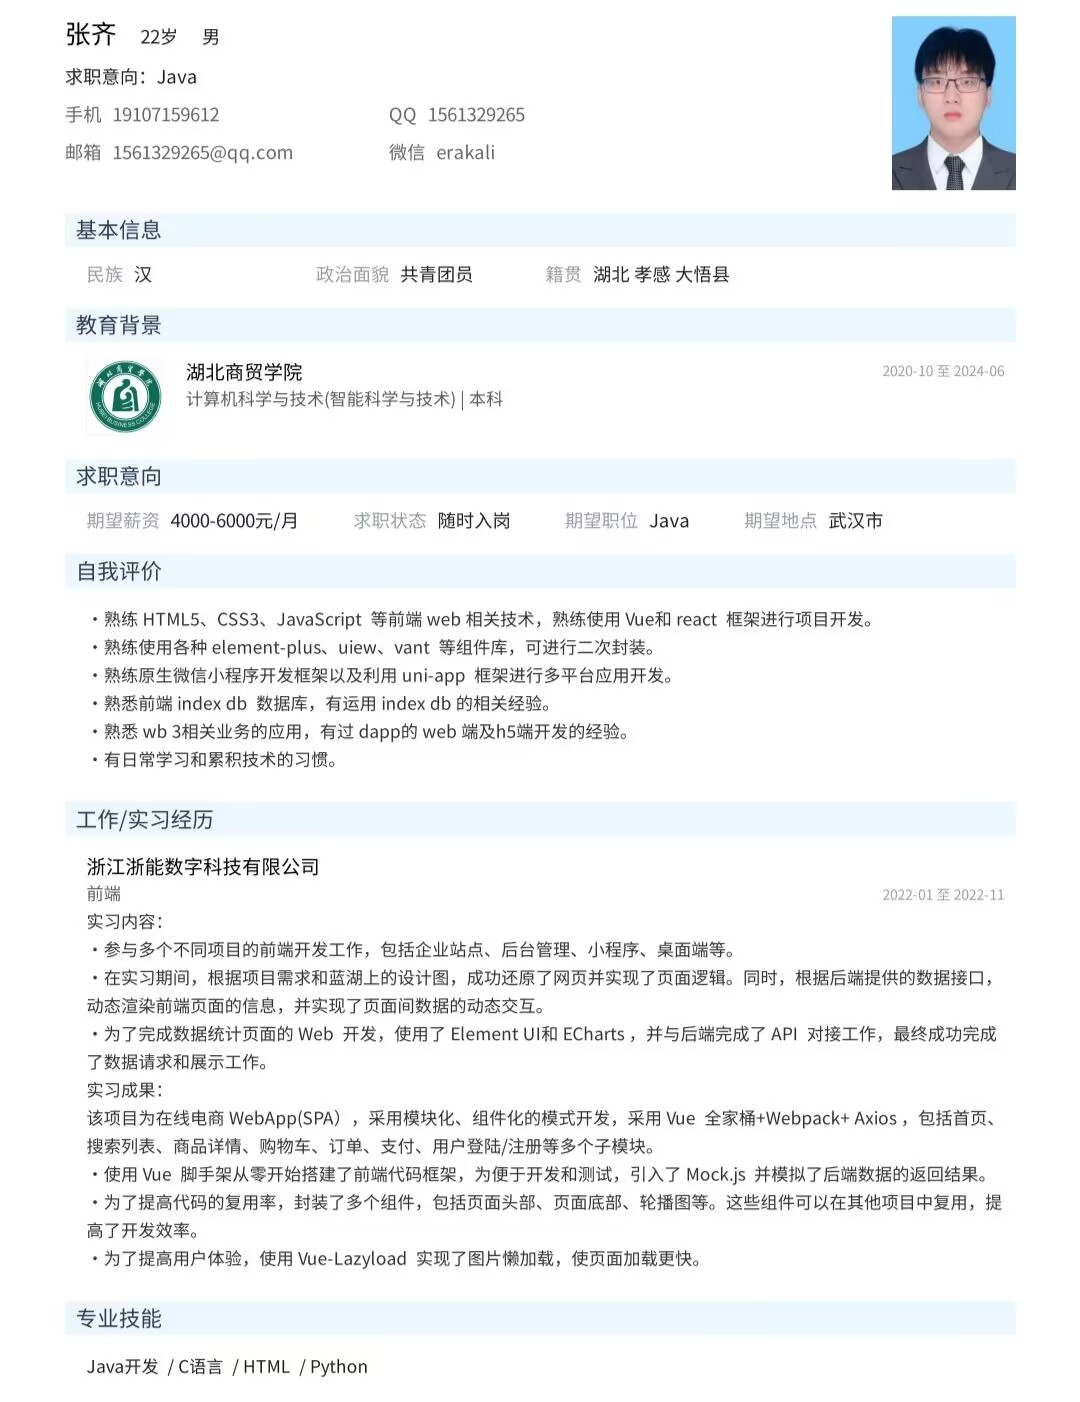 张齐 22岁 男
求职意向：Java
手机 19107159612 QQ 1561329265
邮箱 1561329265@qq.com 微信 erakali
基本信息
民族 汉 政治面貌 共青团员 籍贯 湖北 孝感 大悟县
教育背景
湖北商贸学院 2020-10 至 2024-06
计算机科学与技术(智能科学与技术) | 本科
湖北商贸学院
HUBEI BUSINESS COLLEGE
求职意向
期望薪资 4000-6000元/月 求职状态 随时入岗 期望职位 Java 期望地点 武汉市
自我评价
・熟练 HTML5、CSS3、JavaScript 等前端 web 相关技术，熟练使用 Vue和 react 框架进行项目开发。
・熟练使用各种 element-plus、uiew、vant 等组件库，可进行二次封装。
・熟练原生微信小程序开发框架以及利用 uni-app 框架进行多平台应用开发。
・熟悉前端 index db 数据库，有运用 index db 的相关经验。
・熟悉 wb 3相关业务的应用，有过 dapp的 web 端及h5端开发的经验。
・有日常学习和累积技术的习惯。
工作/实习经历
浙江浙能数字科技有限公司
前端 2022-01 至 2022-11
实习内容：
・参与多个不同项目的前端开发工作，包括企业站点、后台管理、小程序、桌面端等。
・在实习期间，根据项目需求和蓝湖上的设计图，成功还原了网页并实现了页面逻辑。同时，根据后端提供的数据接口，
动态渲染前端页面的信息，并实现了页面间数据的动态交互。
・为了完成数据统计页面的 Web 开发，使用了 Element UI和 ECharts，并与后端完成了 API 对接工作，最终成功完成
了数据请求和展示工作。
实习成果：
该项目为在线电商 WebApp(SPA），采用模块化、组件化的模式开发，采用 Vue 全家桶+Webpack+ Axios，包括首页、
搜索列表、商品详情、购物车、订单、支付、用户登陆/注册等多个子模块。
・使用 Vue 脚手架从零开始搭建了前端代码框架，为便于开发和测试，引入了 Mock.js 并模拟了后端数据的返回结果。
・为了提高代码的复用率，封装了多个组件，包括页面头部、页面底部、轮播图等。这些组件可以在其他项目中复用，提
高了开发效率。
・为了提高用户体验，使用 Vue-Lazyload 实现了图片懒加载，使页面加载更快。
专业技能
Java开发 / C语言 / HTML / Python